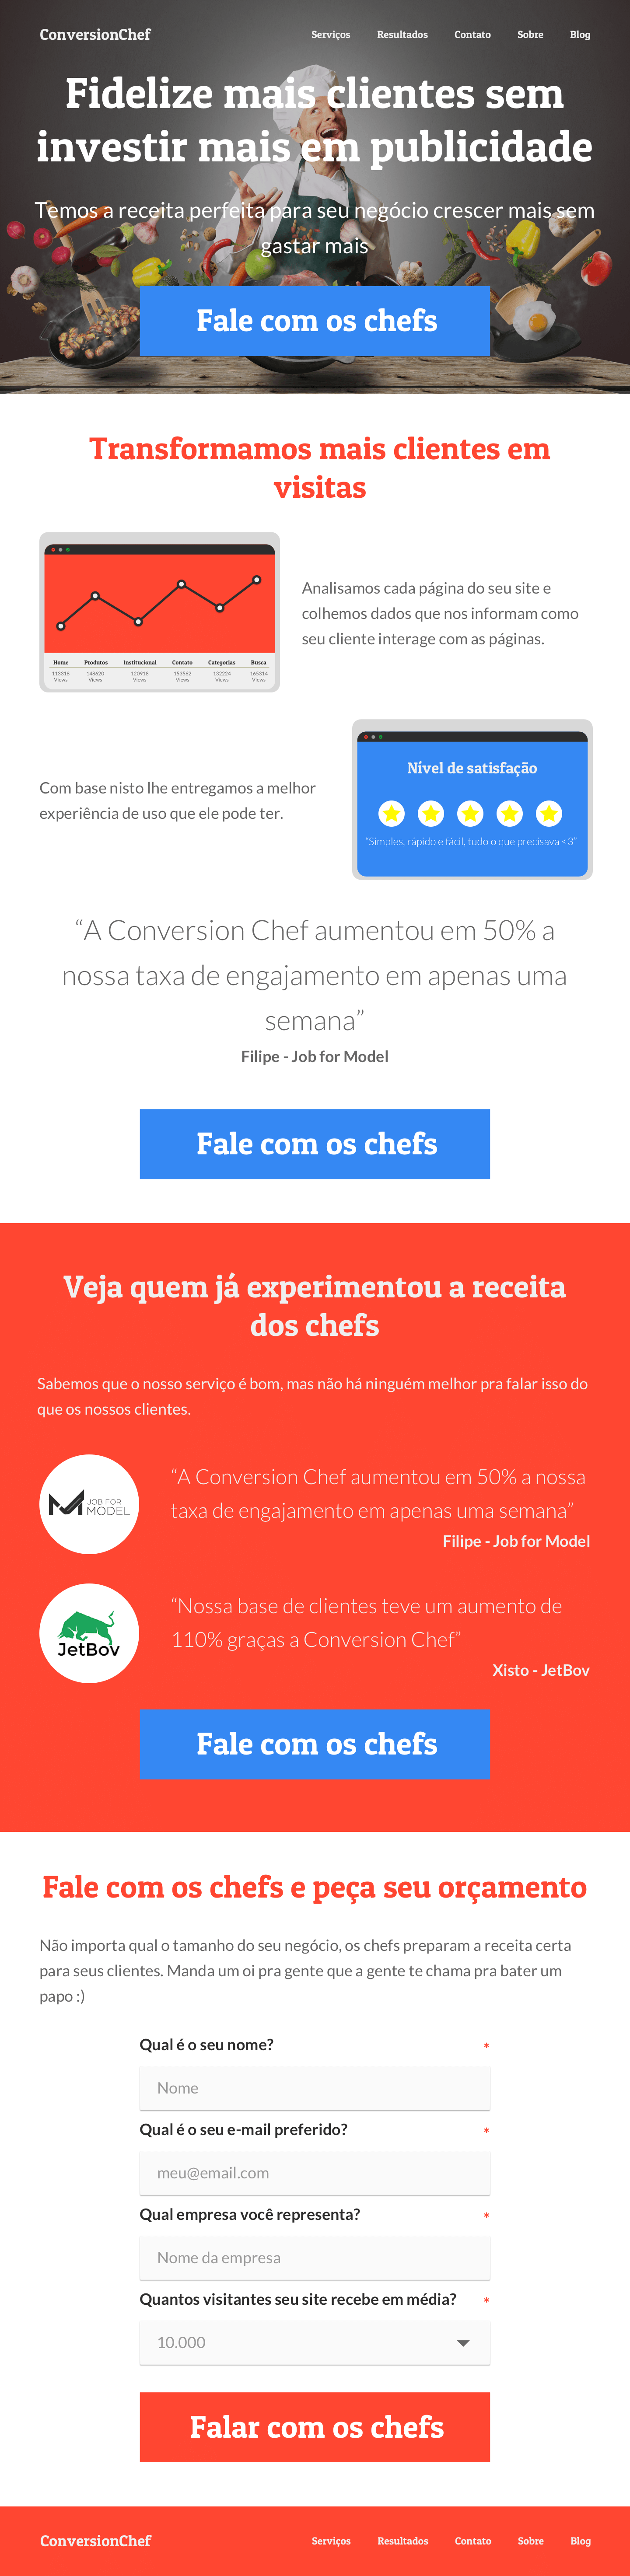 ConversionChef
Serviços Resultados Contato Sobre Blog
Fidelize mais clientes sem
investir mais em publicidade
Temos a receita perfeita para seu negócio crescer mais sem
gastar mais
Fale com os chefs
Transformamos mais clientes em
visitas
Home Produtos Institucional Contato Categorias Busca
113318 148620 120918 153562 132224 165314
Views Views Views Views Views Views
Analisamos cada página do seu site e
colhemos dados que nos informam como
seu cliente interage com as páginas.
Com base nisto lhe entregamos a melhor
experiência de uso que ele pode ter.
Nível de satisfação
“Simples, rápido e fácil, tudo o que precisava <3”
“A Conversion Chef aumentou em 50% a
nossa taxa de engajamento em apenas uma
semana”
Filipe - Job for Model
Fale com os chefs
Veja quem já experimentou a receita
dos chefs
Sabemos que o nosso serviço é bom, mas não há ninguém melhor pra falar isso do
que os nossos clientes.
JOB FOR
MODEL
“A Conversion Chef aumentou em 50% a nossa
taxa de engajamento em apenas uma semana”
Filipe - Job for Model
JetBov
“Nossa base de clientes teve um aumento de
110% graças a Conversion Chef”
Xisto - JetBov
Fale com os chefs
Fale com os chefs e peça seu orçamento
Não importa qual o tamanho do seu negócio, os chefs preparam a receita certa
para seus clientes. Manda um oi pra gente que a gente te chama pra bater um
papo :)
Qual é o seu nome? *
Nome
Qual é o seu e-mail preferido? *
meu@email.com
Qual empresa você representa? *
Nome da empresa
Quantos visitantes seu site recebe em média? *
10.000
Falar com os chefs
ConversionChef
Serviços Resultados Contato Sobre Blog